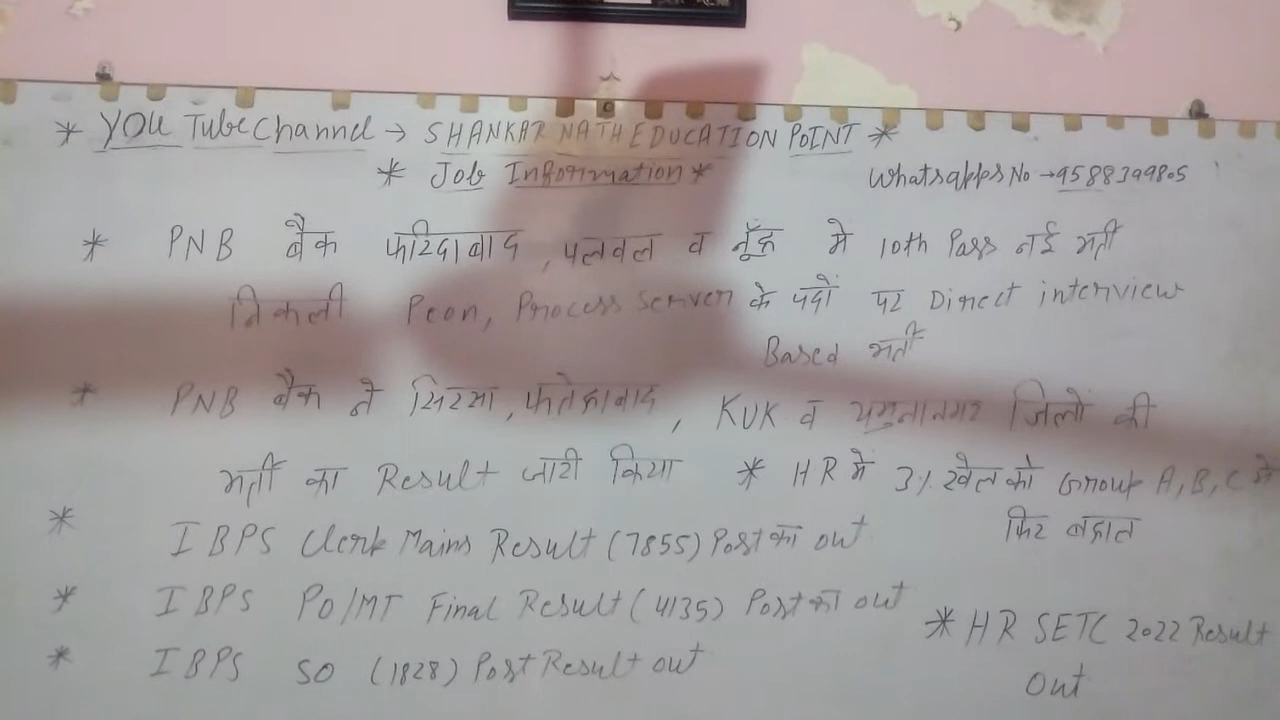 * YOU Tube Channel → SHANKAR NATH EDUCATION POINT *
* Job Information *
Whatsapps No → 9588399805
* PNB बैंक फरिदाबाद, पलवल व नूँह मे 10th Pass नई भर्ती
निकली Peon, Process Server के पदों पर Direct interview
Based भर्ती
* PNB बैंक ने सिरसा, फतेहाबाद, KUK व यमुनानगर जिलो की
भर्ती का Result जारी किया
* HR मे 3% खेल को Group A, B, C मे
फिर बहाल
* IBPS Clerk Mains Result (7855) Post का out
* IBPS PO/MT Final Result (4135) Post का out
* IBPS SO (1828) Post Result out
* HR SETC 2022 Result
Out